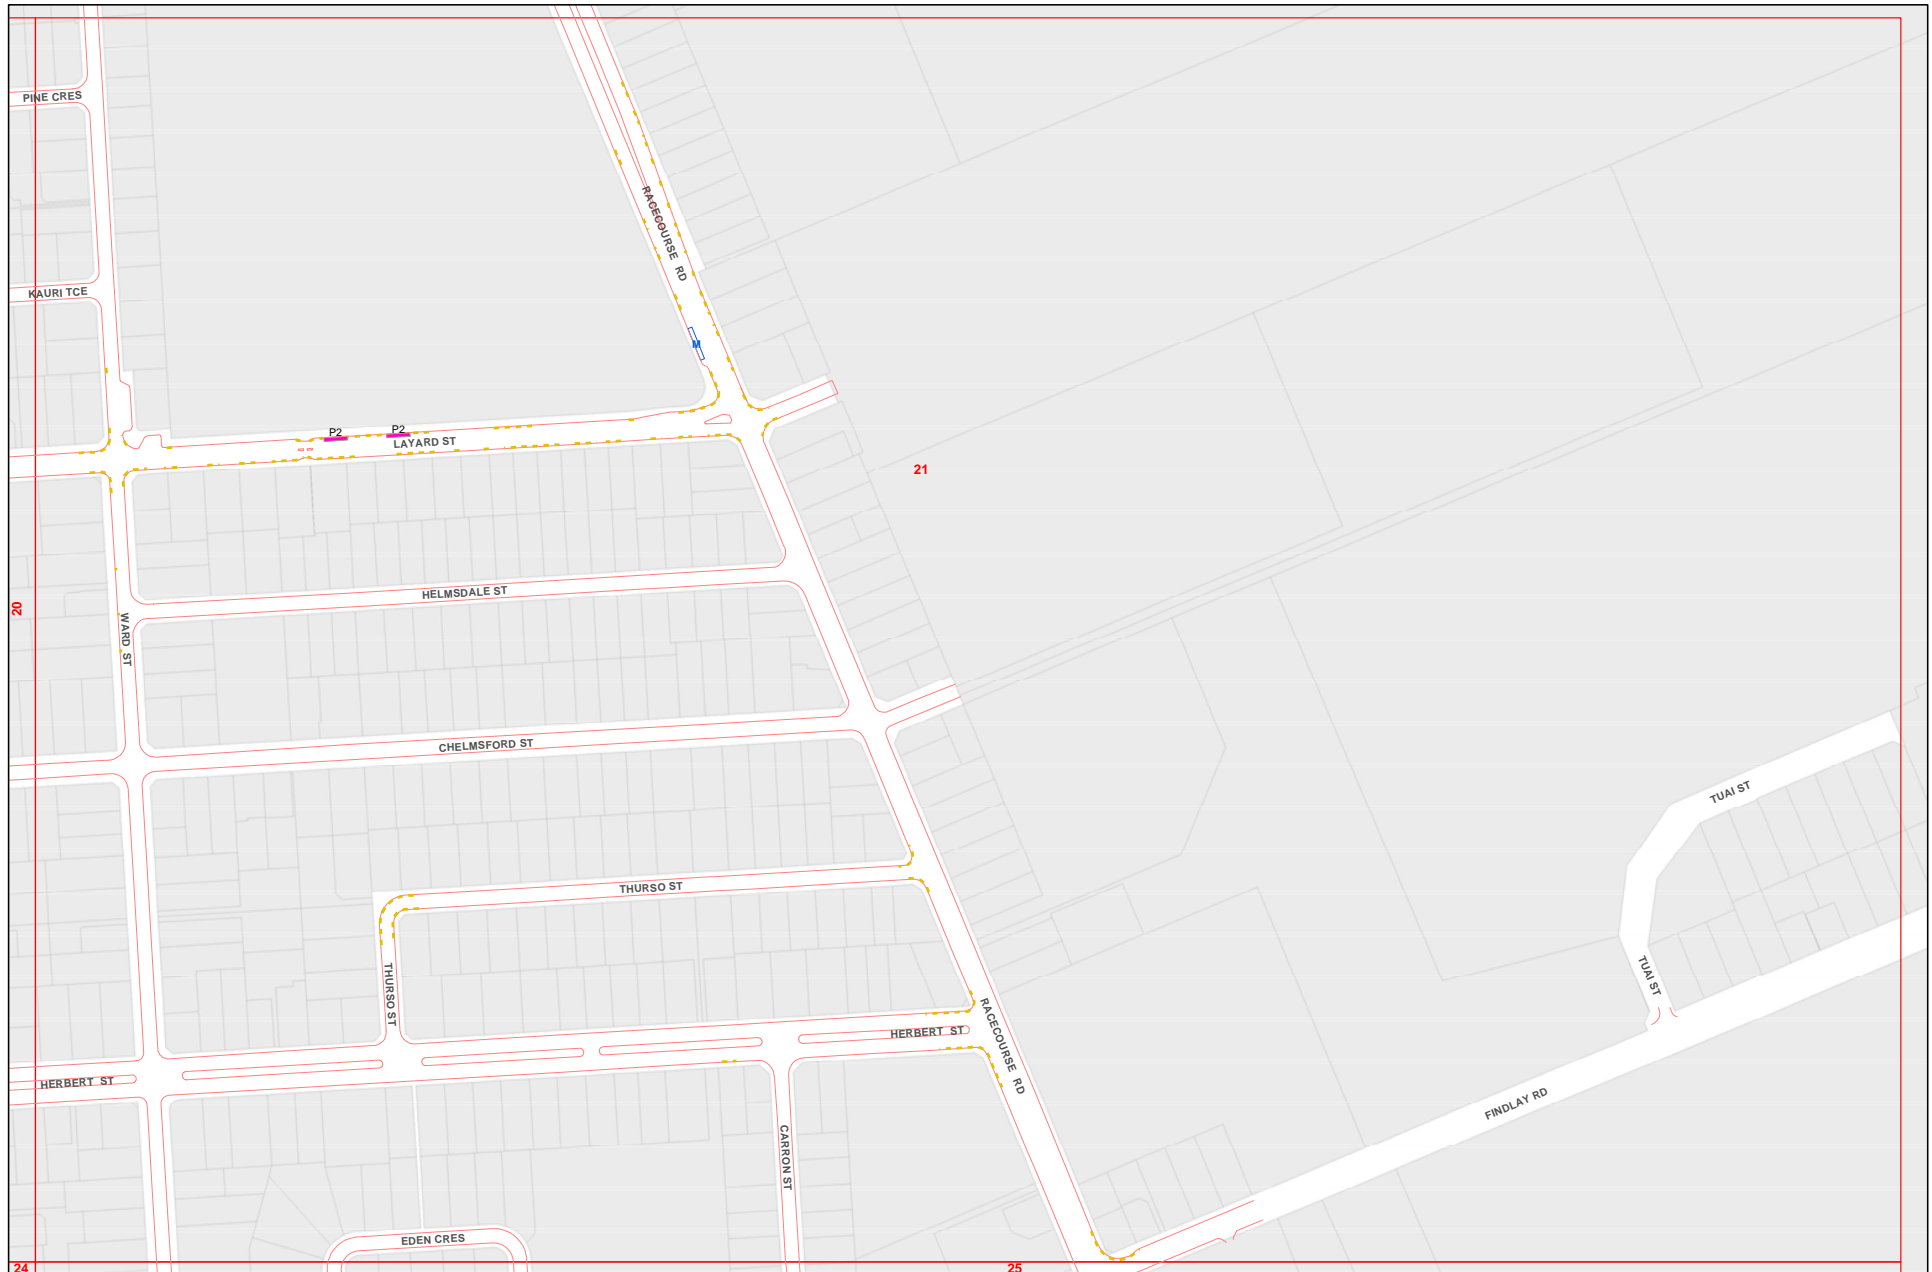 PINE CRES
RACECOURSE RD
KAURI TCE
M
P2
P2
LAYARD ST
21
HELMSDALE ST
20
WARD ST
CHELMSFORD ST
TUAI ST
THURSO ST
THURSO ST
TUAI ST
RACECOURSE RD
HERBERT ST
HERBERT ST
FINDLAY RD
CARRON ST
EDEN CRES
24
25